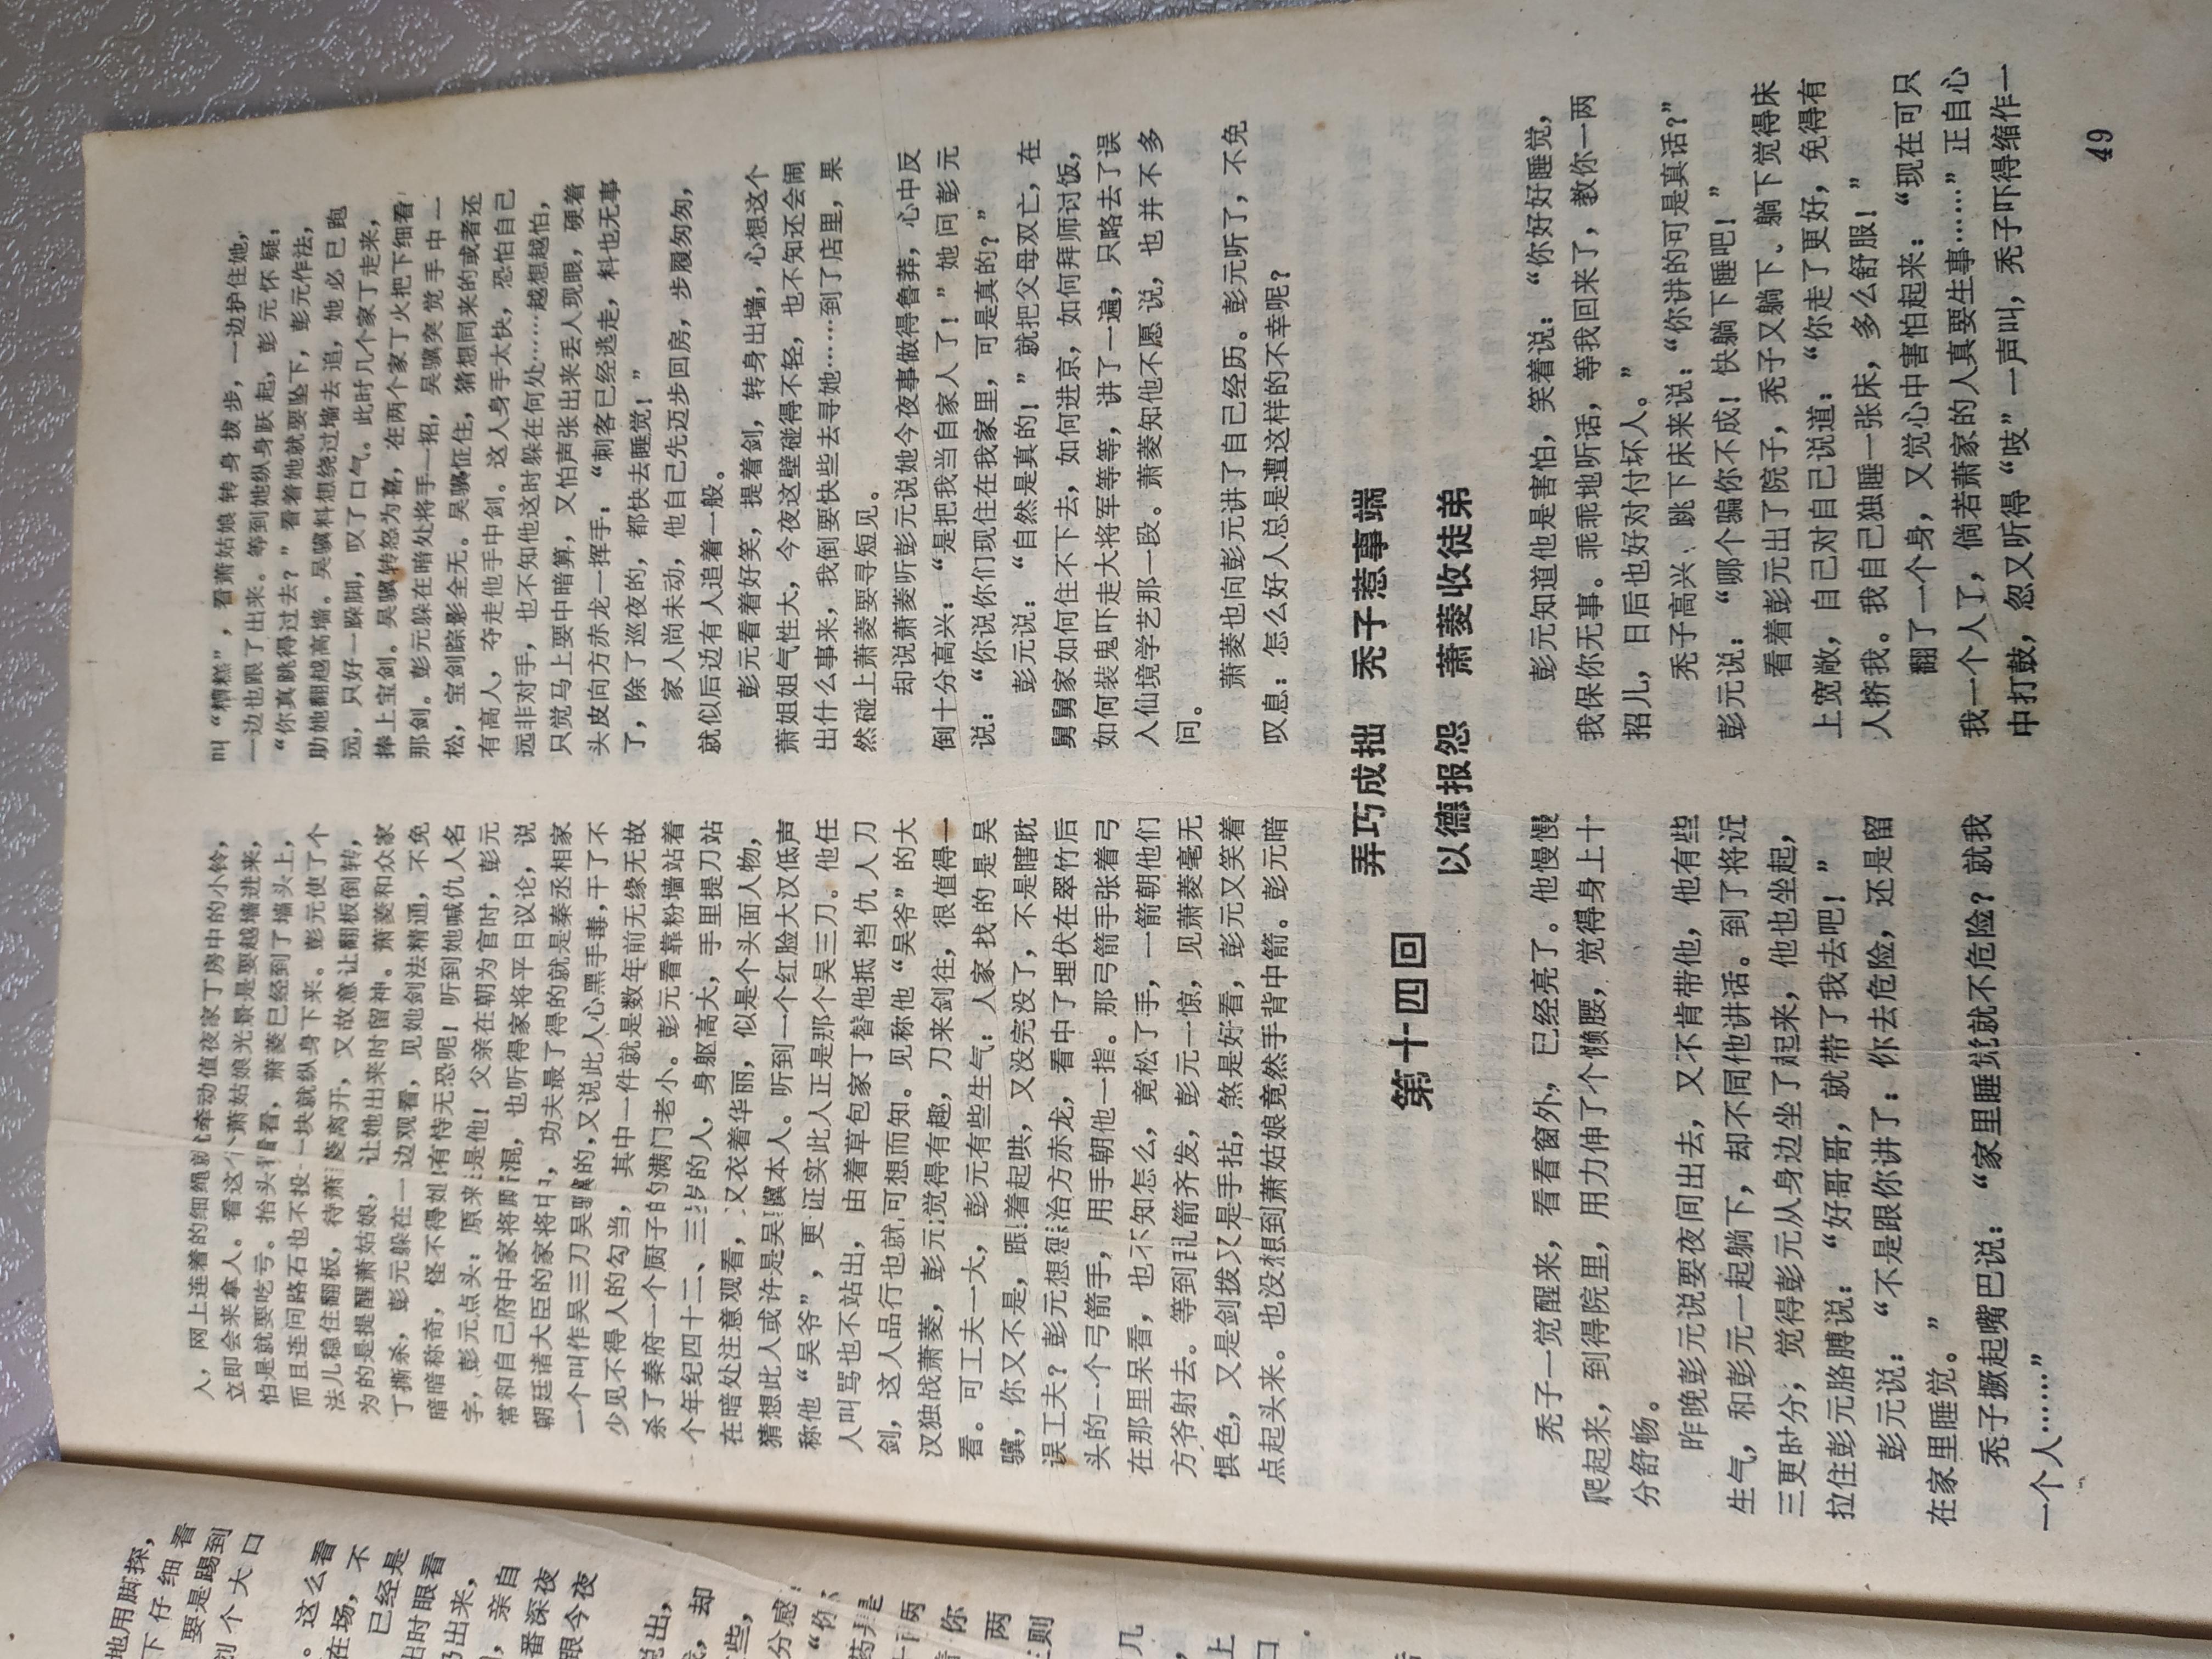 地用脚探，
下仔细看
要是踢到
个大口
。这么看
在场，不
已经是
出时眼看
出来，
，亲自
番深夜
跟今夜
说出，
，却
些，
分感
“你
两
你
两
则
几
上
口
人，网上连着的细绳就牵动值夜家丁房中的小铃，
立即会来拿人。看这个萧姑娘光景是要越墙进来，
怕是就要吃亏。抬头看看，萧菱已经到了墙头上，
而且连问路石也不投一块就纵身下来。彭元使了个
法儿稳住翻板，待萧菱离开，又故意让翻板倒转，
为的是提醒萧姑娘，让她出来时留神。萧菱和众家
丁撕杀，彭元躲在一边观看，见她剑法精通，不免
暗暗称奇，怪不得她有恃无恐呢！听到她喊仇人名
字，彭元点头：原来是他！父亲在朝为官时，彭元
常和自己府中家将厮混，也听得家将平日议论，说
朝廷诸大臣的家将中，功夫最了得的就是秦丞相家
一个叫作吴三刀吴骥的，又说此人心黑手毒，干了不
少见不得人的勾当，其中一件就是数年前无缘无故
杀了秦府一个厨子的满门老小。彭元看靠粉墙站着
个年纪四十二、三岁的人，身躯高大，手里提刀站
在暗处注意观看，又衣着华丽，似是个头面人物，
猜想此人或许是吴骥本人。听到一个红脸大汉低声
称他“吴爷”，更证实此人正是那个吴三刀。他任
人叫骂也不站出，由着草包家丁替他抵挡仇人刀
剑，这人品行也就可想而知。见称他“吴爷”的大
汉独战萧菱，彭元觉得有趣，刀来剑往，很值得一
看。可工夫一大，彭元有些生气：人家找的是吴
骥，你又不是，跟着起哄，又没完没了，不是瞎耽
误工夫？彭元想惩治方赤龙，看中了埋伏在翠竹后
头的一个弓箭手，用手朝他一指。那弓箭手张着弓
在那里呆看，也不知怎么，竟松了手，一箭朝他们
方爷射去。等到乱箭齐发，彭元一惊，见萧菱毫无
惧色，又是剑拨又是手拈，煞是好看，彭元又笑着
点起头来。也没想到萧姑娘竟然手背中箭。彭元暗
叫“糟糕”，看萧姑娘转身拔步，一边护住她，
一边也跟了出来。等到她纵身跃起，彭元怀疑：
“你真跳得过去？”看着她就要坠下，彭元作法，
助她翻越高墙。吴骥料想绕过墙去追，她必已跑
远，只好一跺脚，叹了口气。此时几个家丁走来，
捧上宝剑。吴骥转怒为喜，在两个家丁火把下细看
那剑。彭元躲在暗处将手一招，吴骥突觉手中一
松，宝剑踪影全无。吴骥怔住，猜想同来的或者还
有高人，夺走他手中剑。这人身手太快，恐怕自己
远非对手，也不知他这时躲在何处……越想越怕，
只觉马上要中暗算，又怕声张出来丢人现眼，硬着
头皮向方赤龙一挥手：“刺客已经逃走，料也无事
了，除了巡夜的，都快去睡觉！”
家人尚未动，他自己先迈步回房，步履匆匆，
就似后边有人追着一般。
彭元看着好笑，提着剑，转身出墙，心想这个
萧姐姐气性大，今夜这壁碰得不轻，也不知还会闹
出什么事来，我倒要快些去寻她……到了店里，果
然碰上萧菱要寻短见。
却说萧菱听彭元说她今夜事做得鲁莽，心中反
倒十分高兴：“是把我当自家人了！”她问彭元
说：“你说你们现住在我家里，可是真的？”
彭元说：“自然是真的！”就把父母双亡，在
舅舅家如何住不下去，如何进京，如何拜师讨饭，
如何装鬼吓走大将军等等，讲了一遍，只略去了误
入仙境学艺那一段。萧菱知他不愿说，也并不多
问。
萧菱也向彭元讲了自己经历。彭元听了，不免
叹息：怎么好人总是遭这样的不幸呢？
第十四回
弄巧成拙　秃子惹事端
以德报怨　萧菱收徒弟
秃子一觉醒来，看看窗外，已经亮了。他慢慢
爬起来，到得院里，用力伸了个懒腰，觉得身上十
分舒畅。
昨晚彭元说要夜间出去，又不肯带他，他有些
生气，和彭元一起躺下，却不同他讲话。到了将近
三更时分，觉得彭元从身边坐了起来，他也坐起，
拉住彭元胳膊说：“好哥哥，就带了我去吧！”
彭元说：“不是跟你讲了：你去危险，还是留
在家里睡觉。”
秃子撅起嘴巴说：“家里睡觉就不危险？就我
一个人……”
彭元知道他是害怕，笑着说：“你好好睡觉，
我保你无事。乖乖地听话，等我回来了，教你一两
招儿，日后也好对付坏人。”
秃子高兴，跳下床来说：“你讲的可是真话？”
彭元说：“哪个骗你不成！快躺下睡吧！”
看着彭元出了院子，秃子又躺下。躺下觉得床
上宽敞，自己对自己说道：“你走了更好，免得有
人挤我。我自己独睡一张床，多么舒服！”
翻了一个身，又觉心中害怕起来：“现在可只
我一个人了，倘若萧家的人真要生事……”正自心
中打鼓，忽又听得“吱”一声叫，秃子吓得缩作一
49